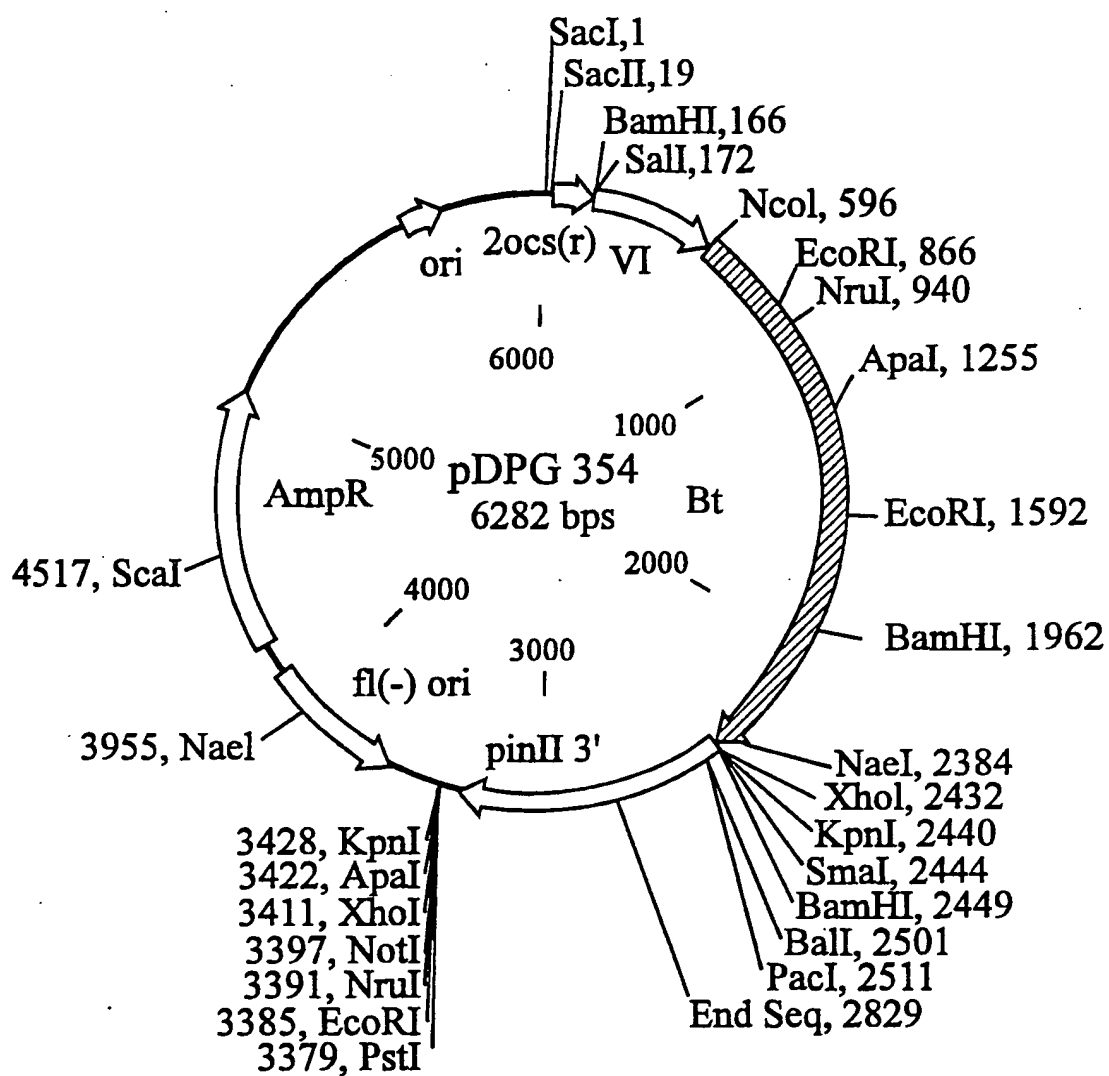 SacI,1
SacII,19
BamHI,166
SalI,172
NcoI, 596
EcoRI, 866
NruI, 940
ApaI, 1255
EcoRI, 1592
BamHI, 1962
NaeI, 2384
XhoI, 2432
KpnI, 2440
SmaI, 2444
BamHI, 2449
BalI, 2501
PacI, 2511
End Seq, 2829
3428, KpnI
3422, ApaI
3411, XhoI
3397, NotI
3391, NruI
3385, EcoRI
3379, PstI
3955, NaeI
4517, ScaI
ori
2ocs(r)
VI
6000
1000
5000
pDPG 354
6282 bps
AmpR
Bt
2000
4000
3000
fl(-) ori
pinII 3'